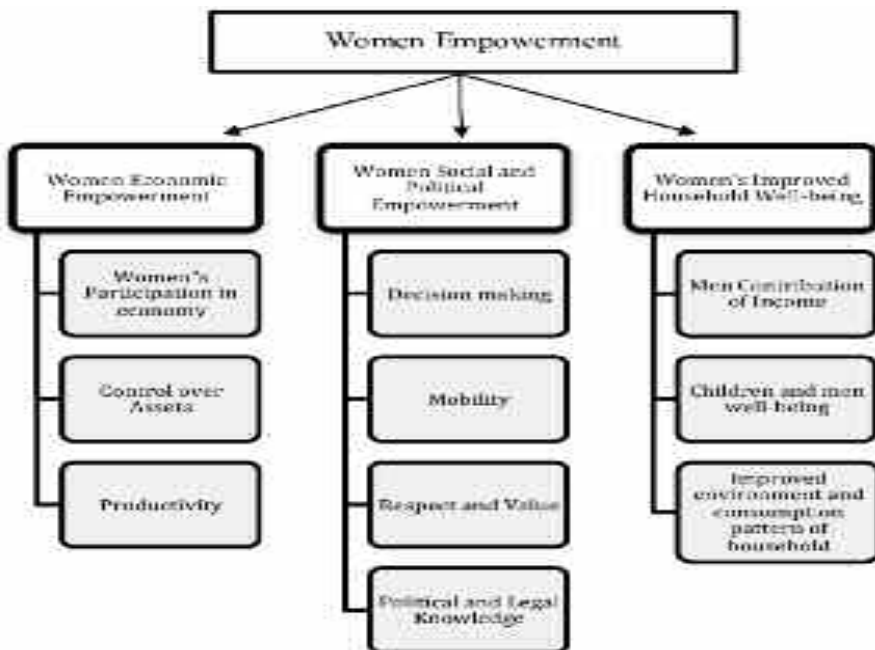 Women Empowerment
Women Economic
Empowerment
Women's
Participation in
economy
Control over
Assets
Productivity
Women Social and
Political
Empowerment
Decision making
Mobility
Respect and Value
Political and Legal
Knowledge
Women's Improved
Household Well-being
Men Contribution
of Income
Children and men
well-being
Improved
environment and
consumption
pattern of
household